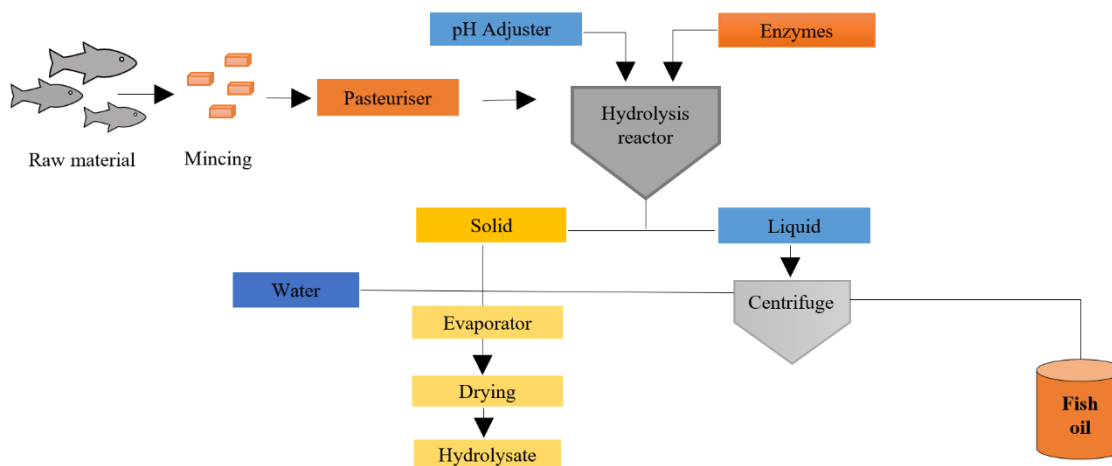 pH Adjuster
Enzymes
Pasteuriser
Hydrolysis
reactor
Raw material
Mincing
Solid
Liquid
Water
Centrifuge
Evaporator
Drying
Fish
oil
Hydrolysate